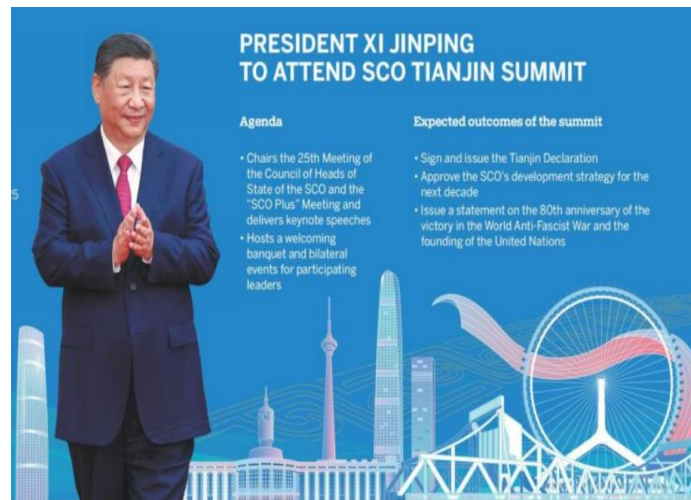 PRESIDENT XI JINPING
TO ATTEND SCO TIANJIN SUMMIT
Agenda
• Chairs the 25th Meeting of
the Council of Heads of
State of the SCO and the
"SCO Plus" Meeting and
delivers keynote speeches
• Hosts a welcoming
banquet and bilateral
events for participating
leaders
Expected outcomes of the summit
• Sign and issue the Tianjin Declaration
• Approve the SCO's development strategy for the
next decade
• Issue a statement on the 80th anniversary of the
victory in the World Anti-Fascist War and the
founding of the United Nations